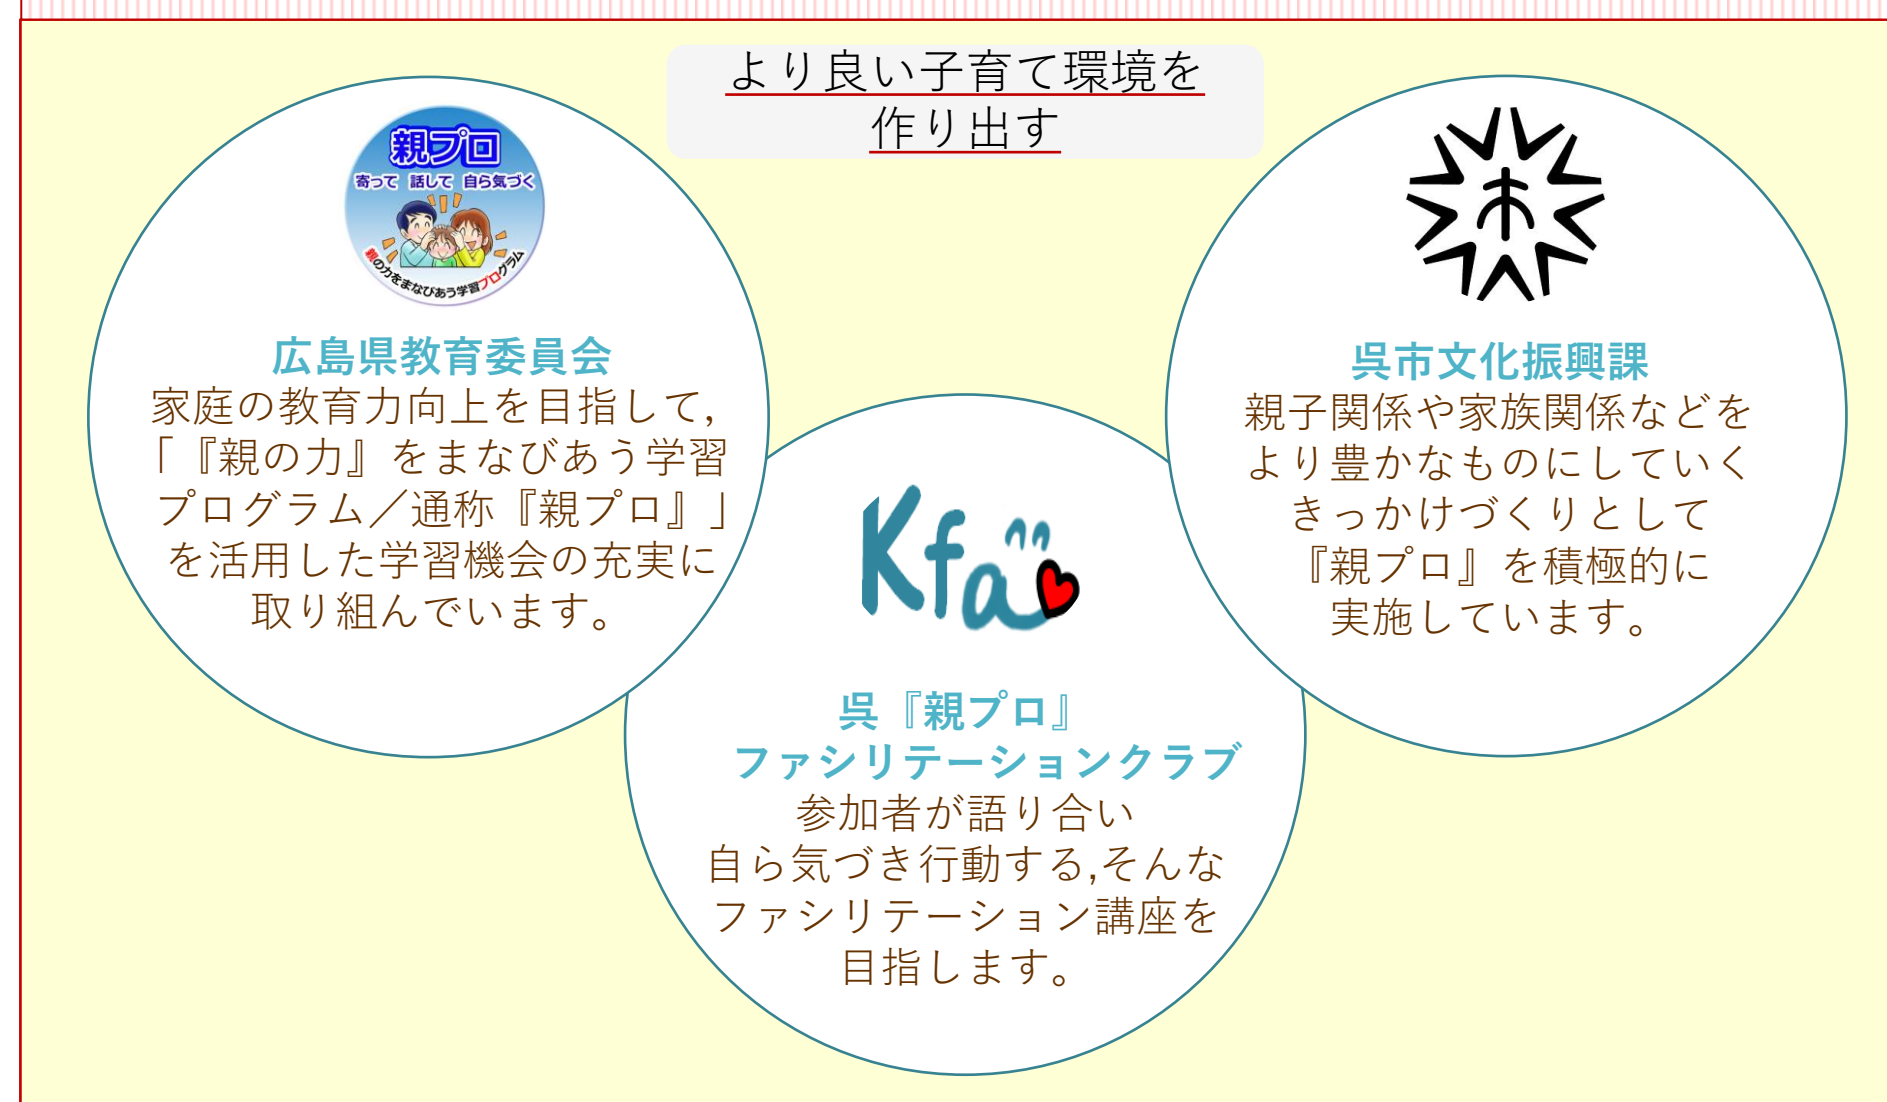 より良い子育て環境を
作り出す
親プロ
寄って 話して 自ら気づく
親の力をまなびあう学習プログラム
広島県教育委員会
家庭の教育力向上を目指して,
「『親の力』をまなびあう学習
プログラム／通称『親プロ』」
を活用した学習機会の充実に
取り組んでいます。
呉市文化振興課
親子関係や家族関係などを
より豊かなものにしていく
きっかけづくりとして
『親プロ』を積極的に
実施しています。
Kfa
呉『親プロ』
ファシリテーションクラブ
参加者が語り合い
自ら気づき行動する,そんな
ファシリテーション講座を
目指します。